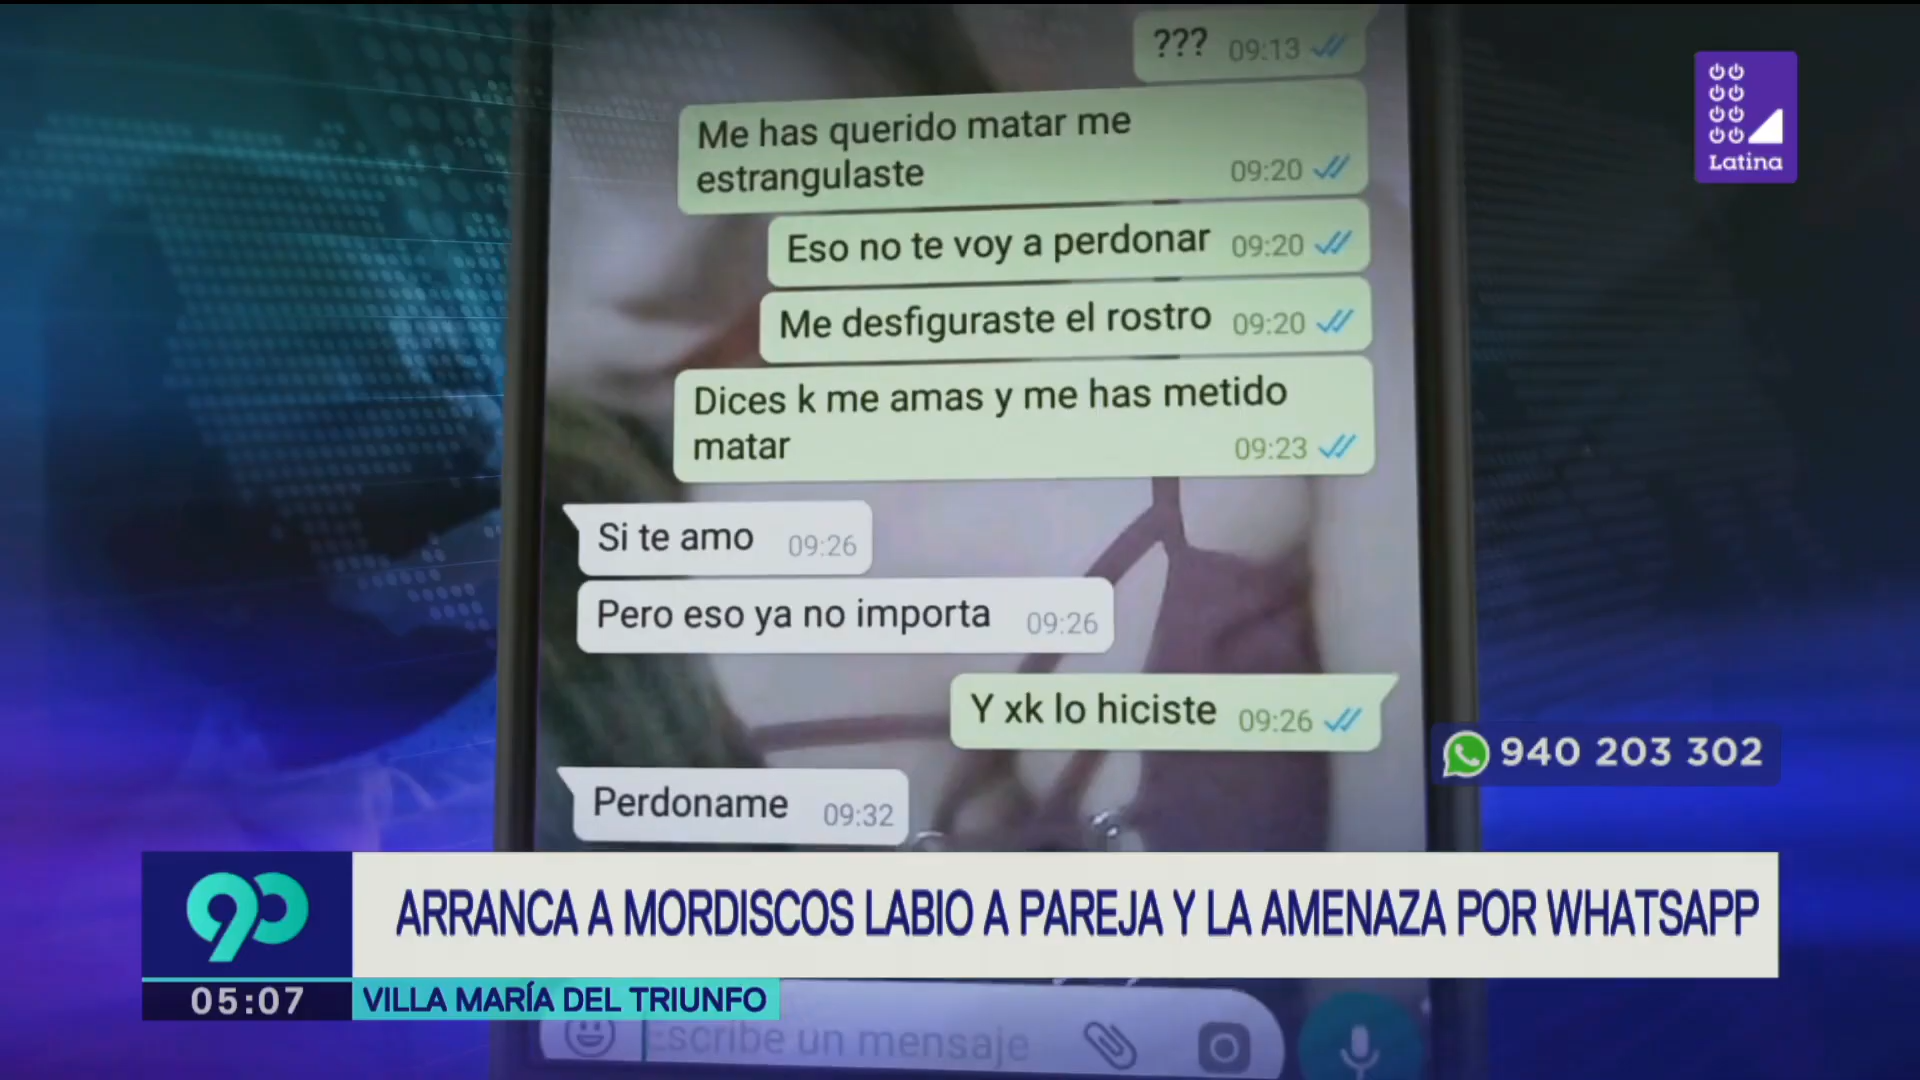 ??? 09:13
Latina
Me has querido matar me
estrangulaste 09:20
Eso no te voy a perdonar 09:20
Me desfiguraste el rostro 09:20
Dices k me amas y me has metido
matar 09:23
Si te amo 09:26
Pero eso ya no importa 09:26
Y xk lo hiciste 09:26
940 203 302
Perdoname 09:32
90
ARRANCA A MORDISCOS LABIO A PAREJA Y LA AMENAZA POR WHATSAPP
05:07
VILLA MARÍA DEL TRIUNFO
Escribe un mensaje